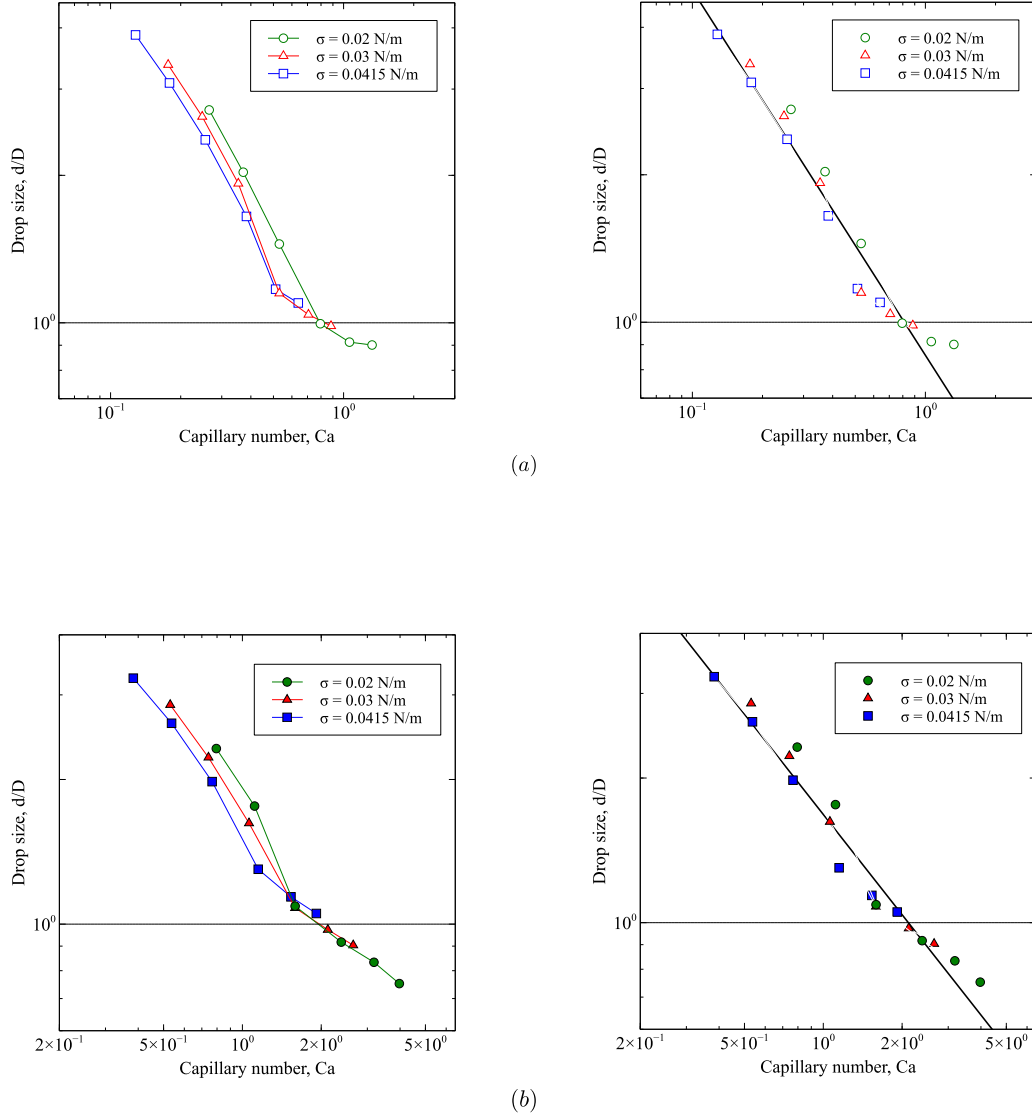 σ = 0.02 N/m
σ = 0.03 N/m
σ = 0.0415 N/m
Drop size, d/D
10⁰
10⁻¹
10⁰
Capillary number, Ca
σ = 0.02 N/m
σ = 0.03 N/m
σ = 0.0415 N/m
Drop size, d/D
10⁰
10⁻¹
10⁰
Capillary number, Ca
(a)
σ = 0.02 N/m
σ = 0.03 N/m
σ = 0.0415 N/m
Drop size, d/D
10⁰
2×10⁻¹
5×10⁻¹
10⁰
2×10⁰
5×10⁰
Capillary number, Ca
σ = 0.02 N/m
σ = 0.03 N/m
σ = 0.0415 N/m
Drop size, d/D
10⁰
2×10⁻¹
5×10⁻¹
10⁰
2×10⁰
5×10⁰
Capillary number, Ca
(b)